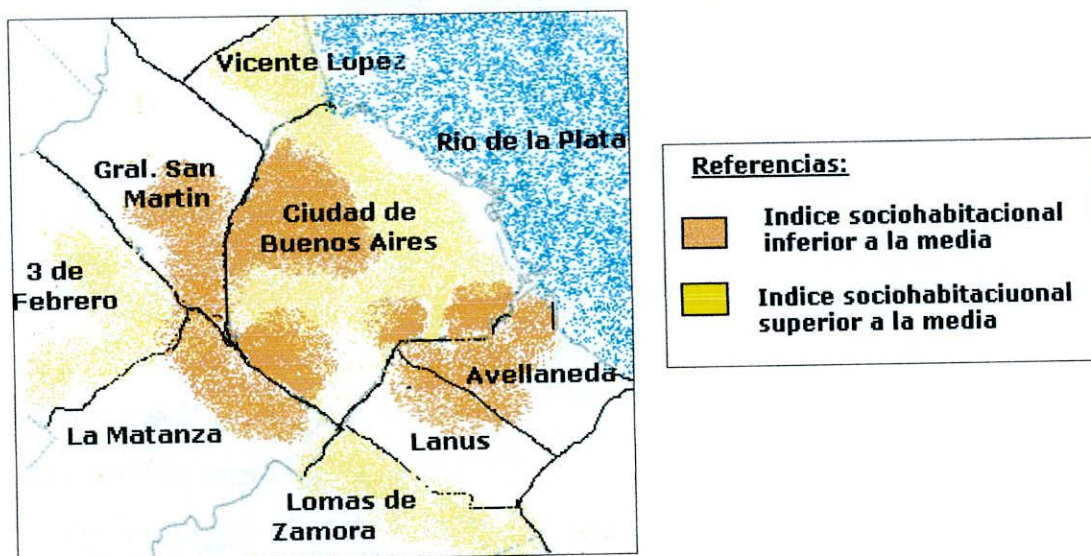 Vicente Lopez
Rio de la Plata
Gral. San
Martin
Ciudad de
Buenos Aires
3 de
Febrero
Avellaneda
La Matanza
Lanus
Lomas de
Zamora
Referencias:
Indice sociohabitacional
inferior a la media
Indice sociohabitaciuonal
superior a la media